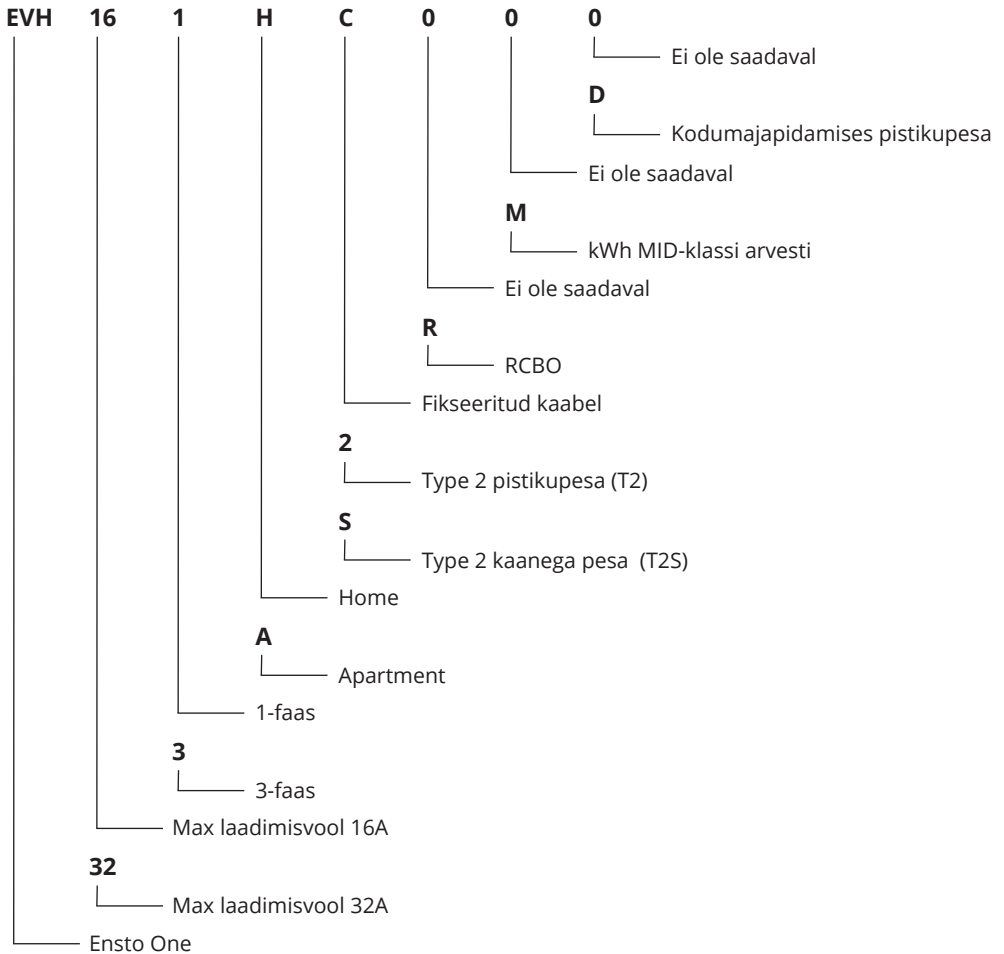 EVH 16 1 H C 0 0 0
Ei ole saadaval
D
Kodumajapidamises pistikupesa
Ei ole saadaval
M
kWh MID-klassi arvesti
Ei ole saadaval
R
RCBO
Fikseeritud kaabel
2
Type 2 pistikupesa (T2)
S
Type 2 kaanega pesa (T2S)
Home
A
Apartment
1-faas
3
3-faas
Max laadimisvool 16A
32
Max laadimisvool 32A
Ensto One